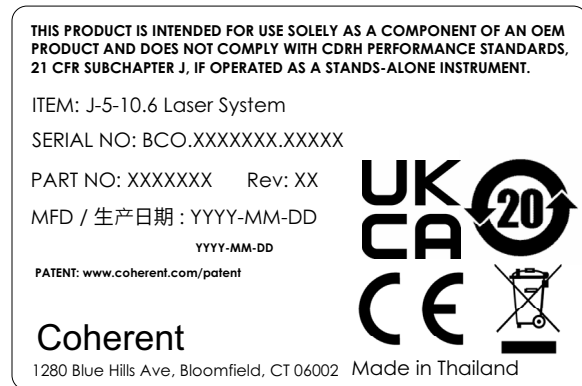 THIS PRODUCT IS INTENDED FOR USE SOLELY AS A COMPONENT OF AN OEM
PRODUCT AND DOES NOT COMPLY WITH CDRH PERFORMANCE STANDARDS,
21 CFR SUBCHAPTER J, IF OPERATED AS A STANDS-ALONE INSTRUMENT.
ITEM: J-5-10.6 Laser System
SERIAL NO: BCO.XXXXXXX.XXXXX
PART NO: XXXXXXX Rev: XX
MFD / 生产日期 : YYYY-MM-DD
YYYY-MM-DD
PATENT: www.coherent.com/patent
UK
CA
20
CE
Coherent
1280 Blue Hills Ave, Bloomfield, CT 06002 Made in Thailand